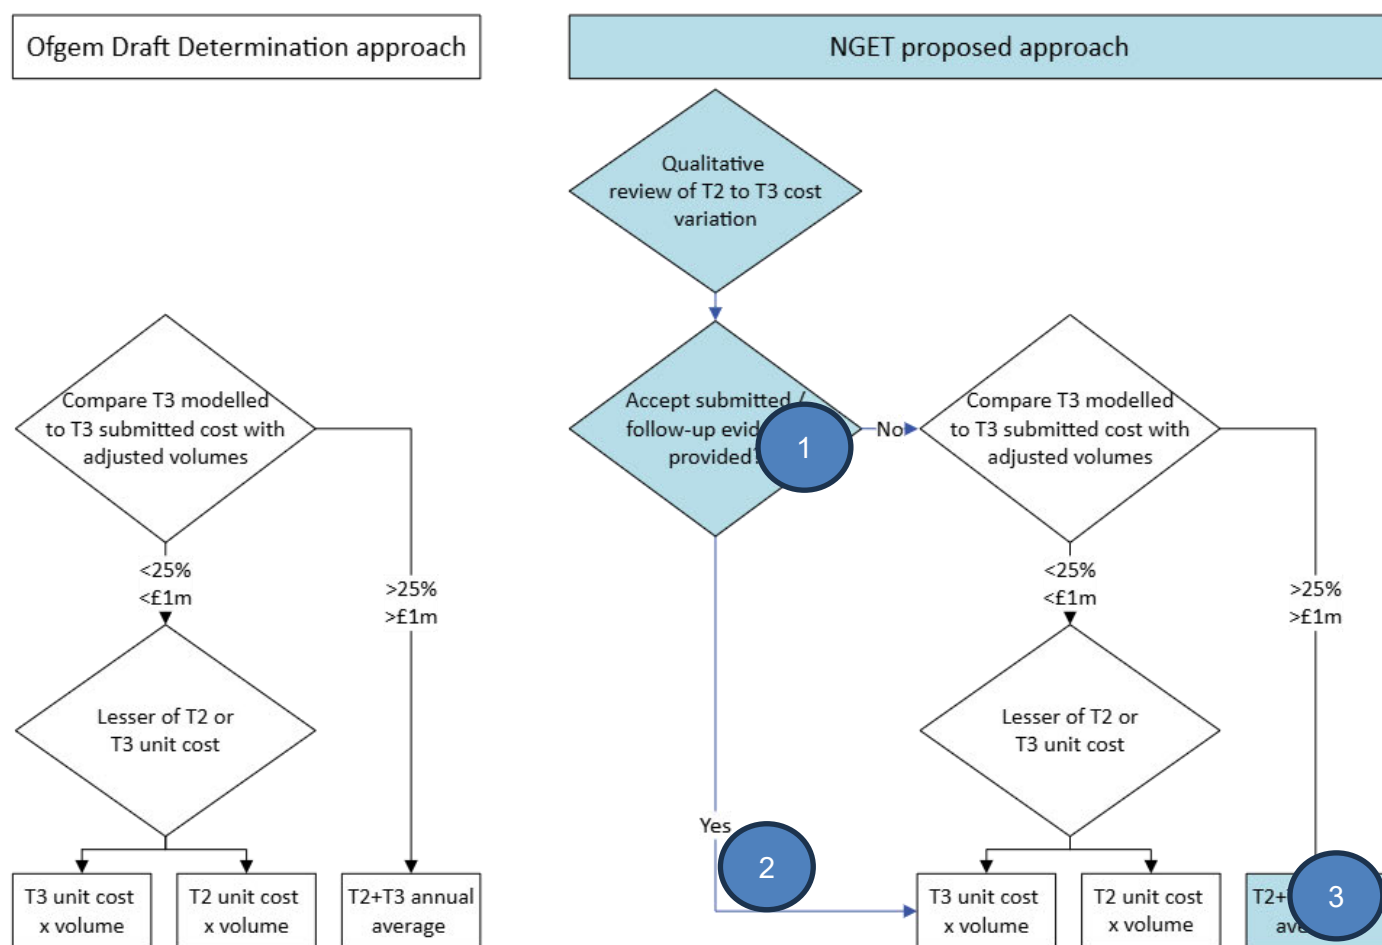 Ofgem Draft Determination approach
NGET proposed approach
Qualitative
review of T2 to T3 cost
variation
Compare T3 modelled
to T3 submitted cost with
adjusted volumes
<25%
<£1m
>25%
>£1m
Lesser of T2 or
T3 unit cost
T3 unit cost
x volume
T2 unit cost
x volume
T2+T3 annual
average
Accept submitted /
follow-up
provided?
1
No
Compare T3 modelled
to T3 submitted cost with
adjusted volumes
<25%
<£1m
>25%
>£1m
Lesser of T2 or
T3 unit cost
Yes
2
T3 unit cost
x volume
T2 unit cost
x volume
3